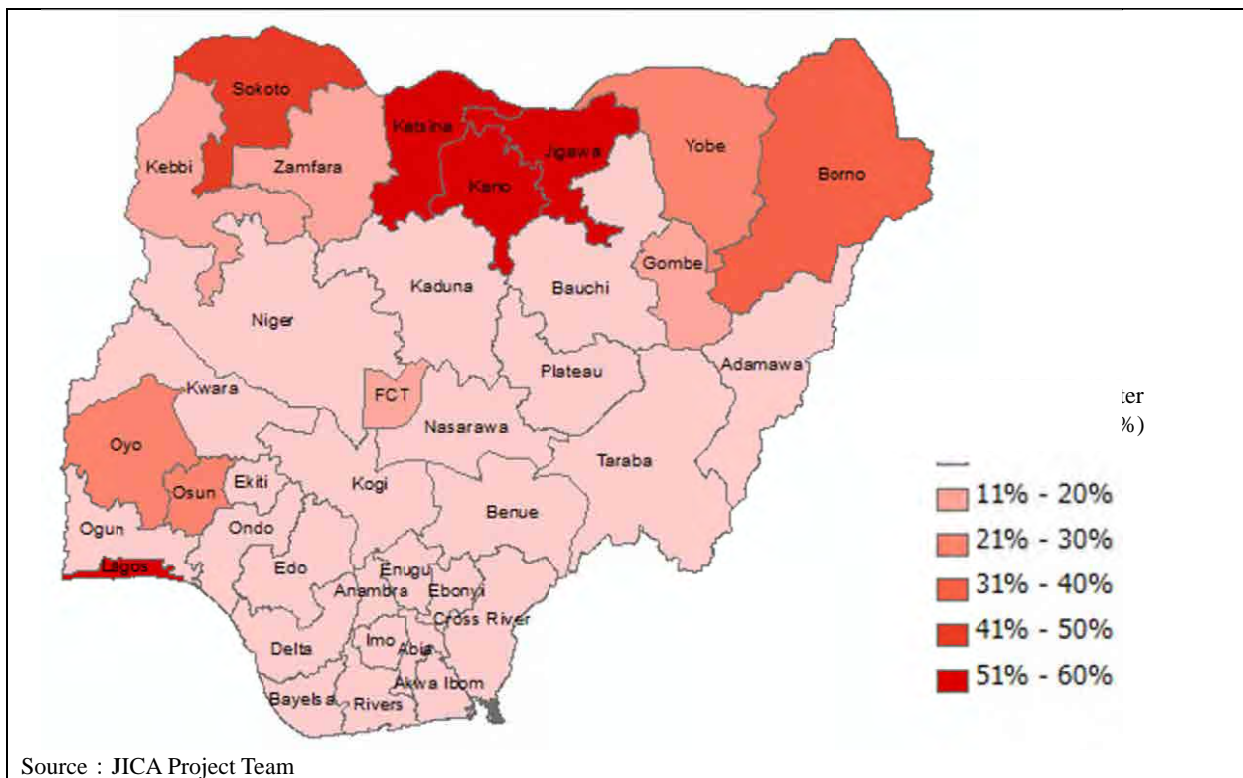 Sokoto
Katsina
Jigawa
Yobe
Kebbi
Zamfara
Kano
Borno
Gombe
Kaduna
Bauchi
Niger
Adamawa
Plateau
Kwara
FCT
ter
Nasarawa
%)
Oyo
Taraba
Osun
Ekiti
Kogi
11% - 20%
Benue
Ogun
Ondo
21% - 30%
Lagos
Edo
Enugu
Anambra
Ebonyi
31% - 40%
Cross River
Imo
Abia
41% - 50%
Delta
Akwa Ibom
51% - 60%
Bayelsa
Rivers
Source : JICA Project Team